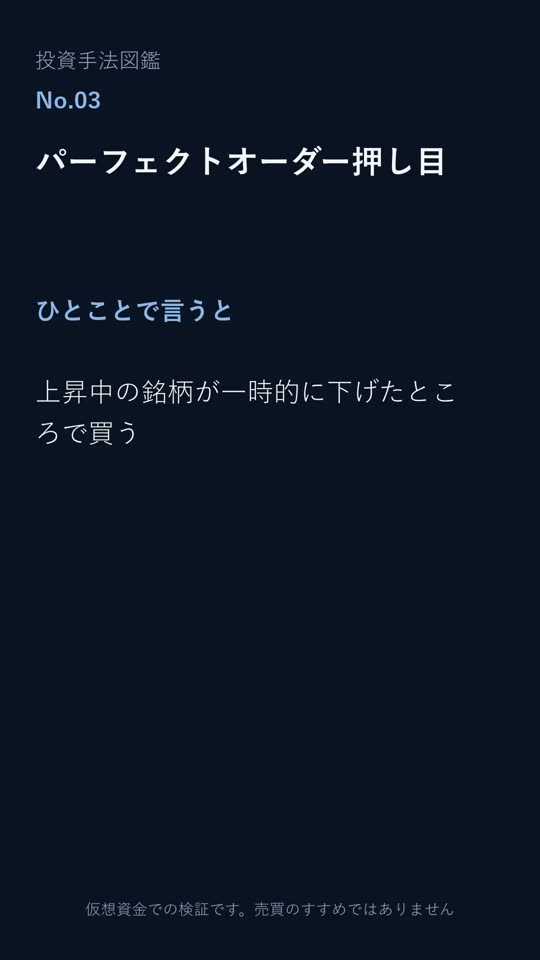 投資手法図鑑
No.03
パーフェクトオーダー押し目
ひとことで言うと
上昇中の銘柄が一時的に下げたとこ
ろで買う
仮想資金での検証です。売買のすすめではありません